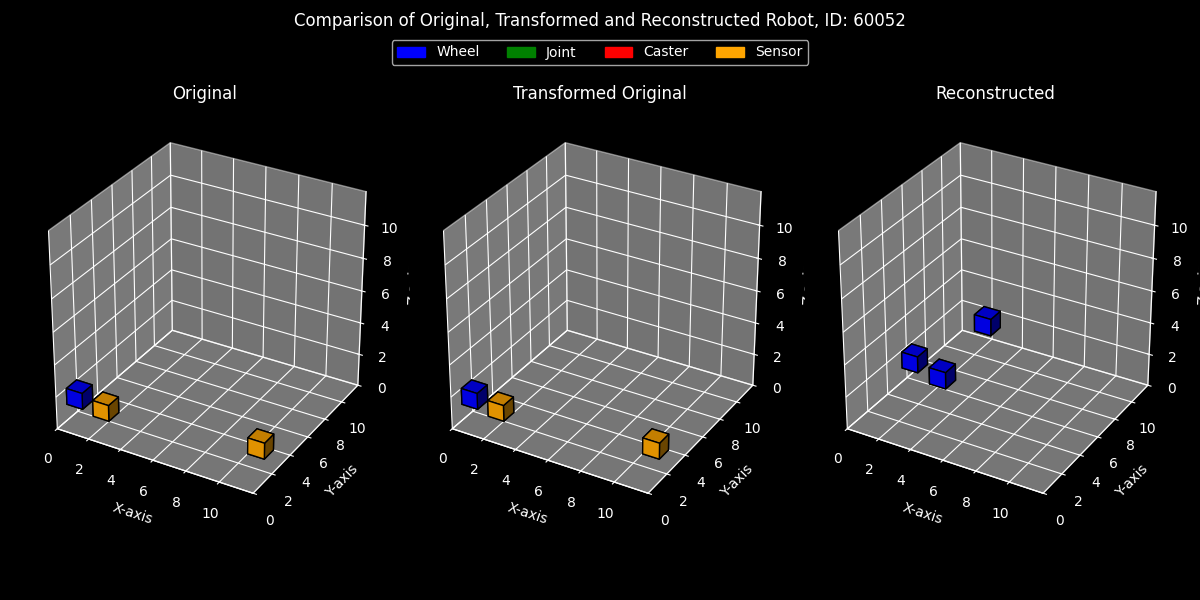 Comparison of Original, Transformed and Reconstructed Robot, ID: 60052
Wheel Joint Caster Sensor
Original Transformed Original Reconstructed
10 8 6 4 2 0
0 2 4 6 8 10
X-axis
0 2 4 6 8 10
Y-axis
10 8 6 4 2 0
0 2 4 6 8 10
X-axis
0 2 4 6 8 10
Y-axis
10 8 6 4 2 0
0 2 4 6 8 10
X-axis
0 2 4 6 8 10
Y-axis